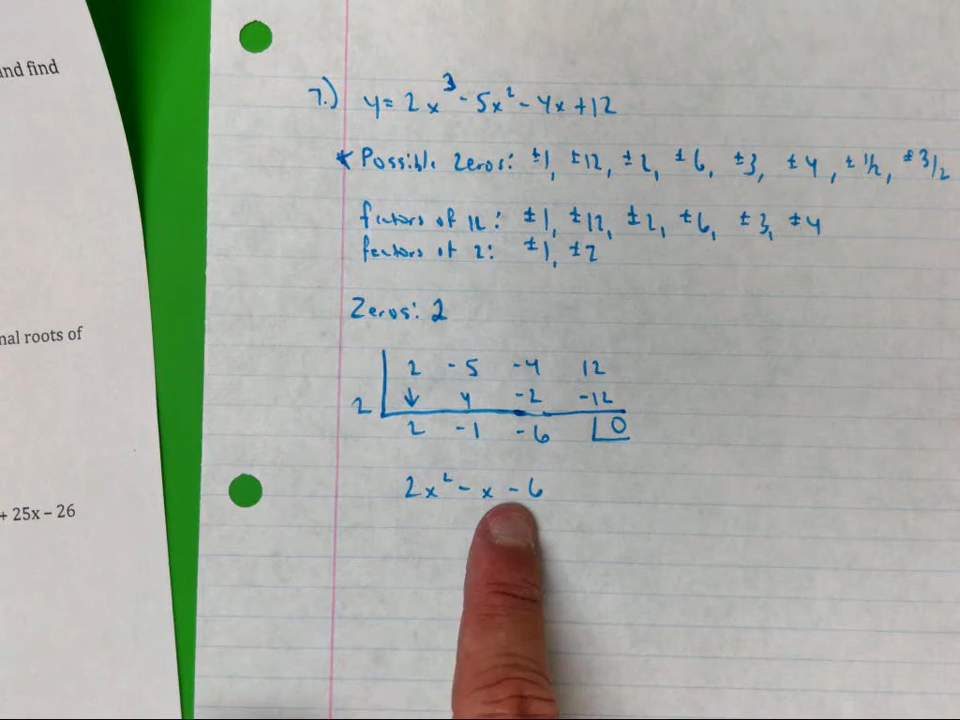 and find
nal roots of
+ 25x – 26
7.) y = 2x³ - 5x² - 4x + 12
* Possible Zeros: ±1, ±12, ±2, ±6, ±3, ±4, ±1/2, ±3/2
factors of 12: ±1, ±12, ±2, ±6, ±3, ±4
factors of 2: ±1, ±2
Zeros: 2
2 -5 -4 12
2 ↓ 4 -2 -12
2 -1 -6 0
2x² - x - 6